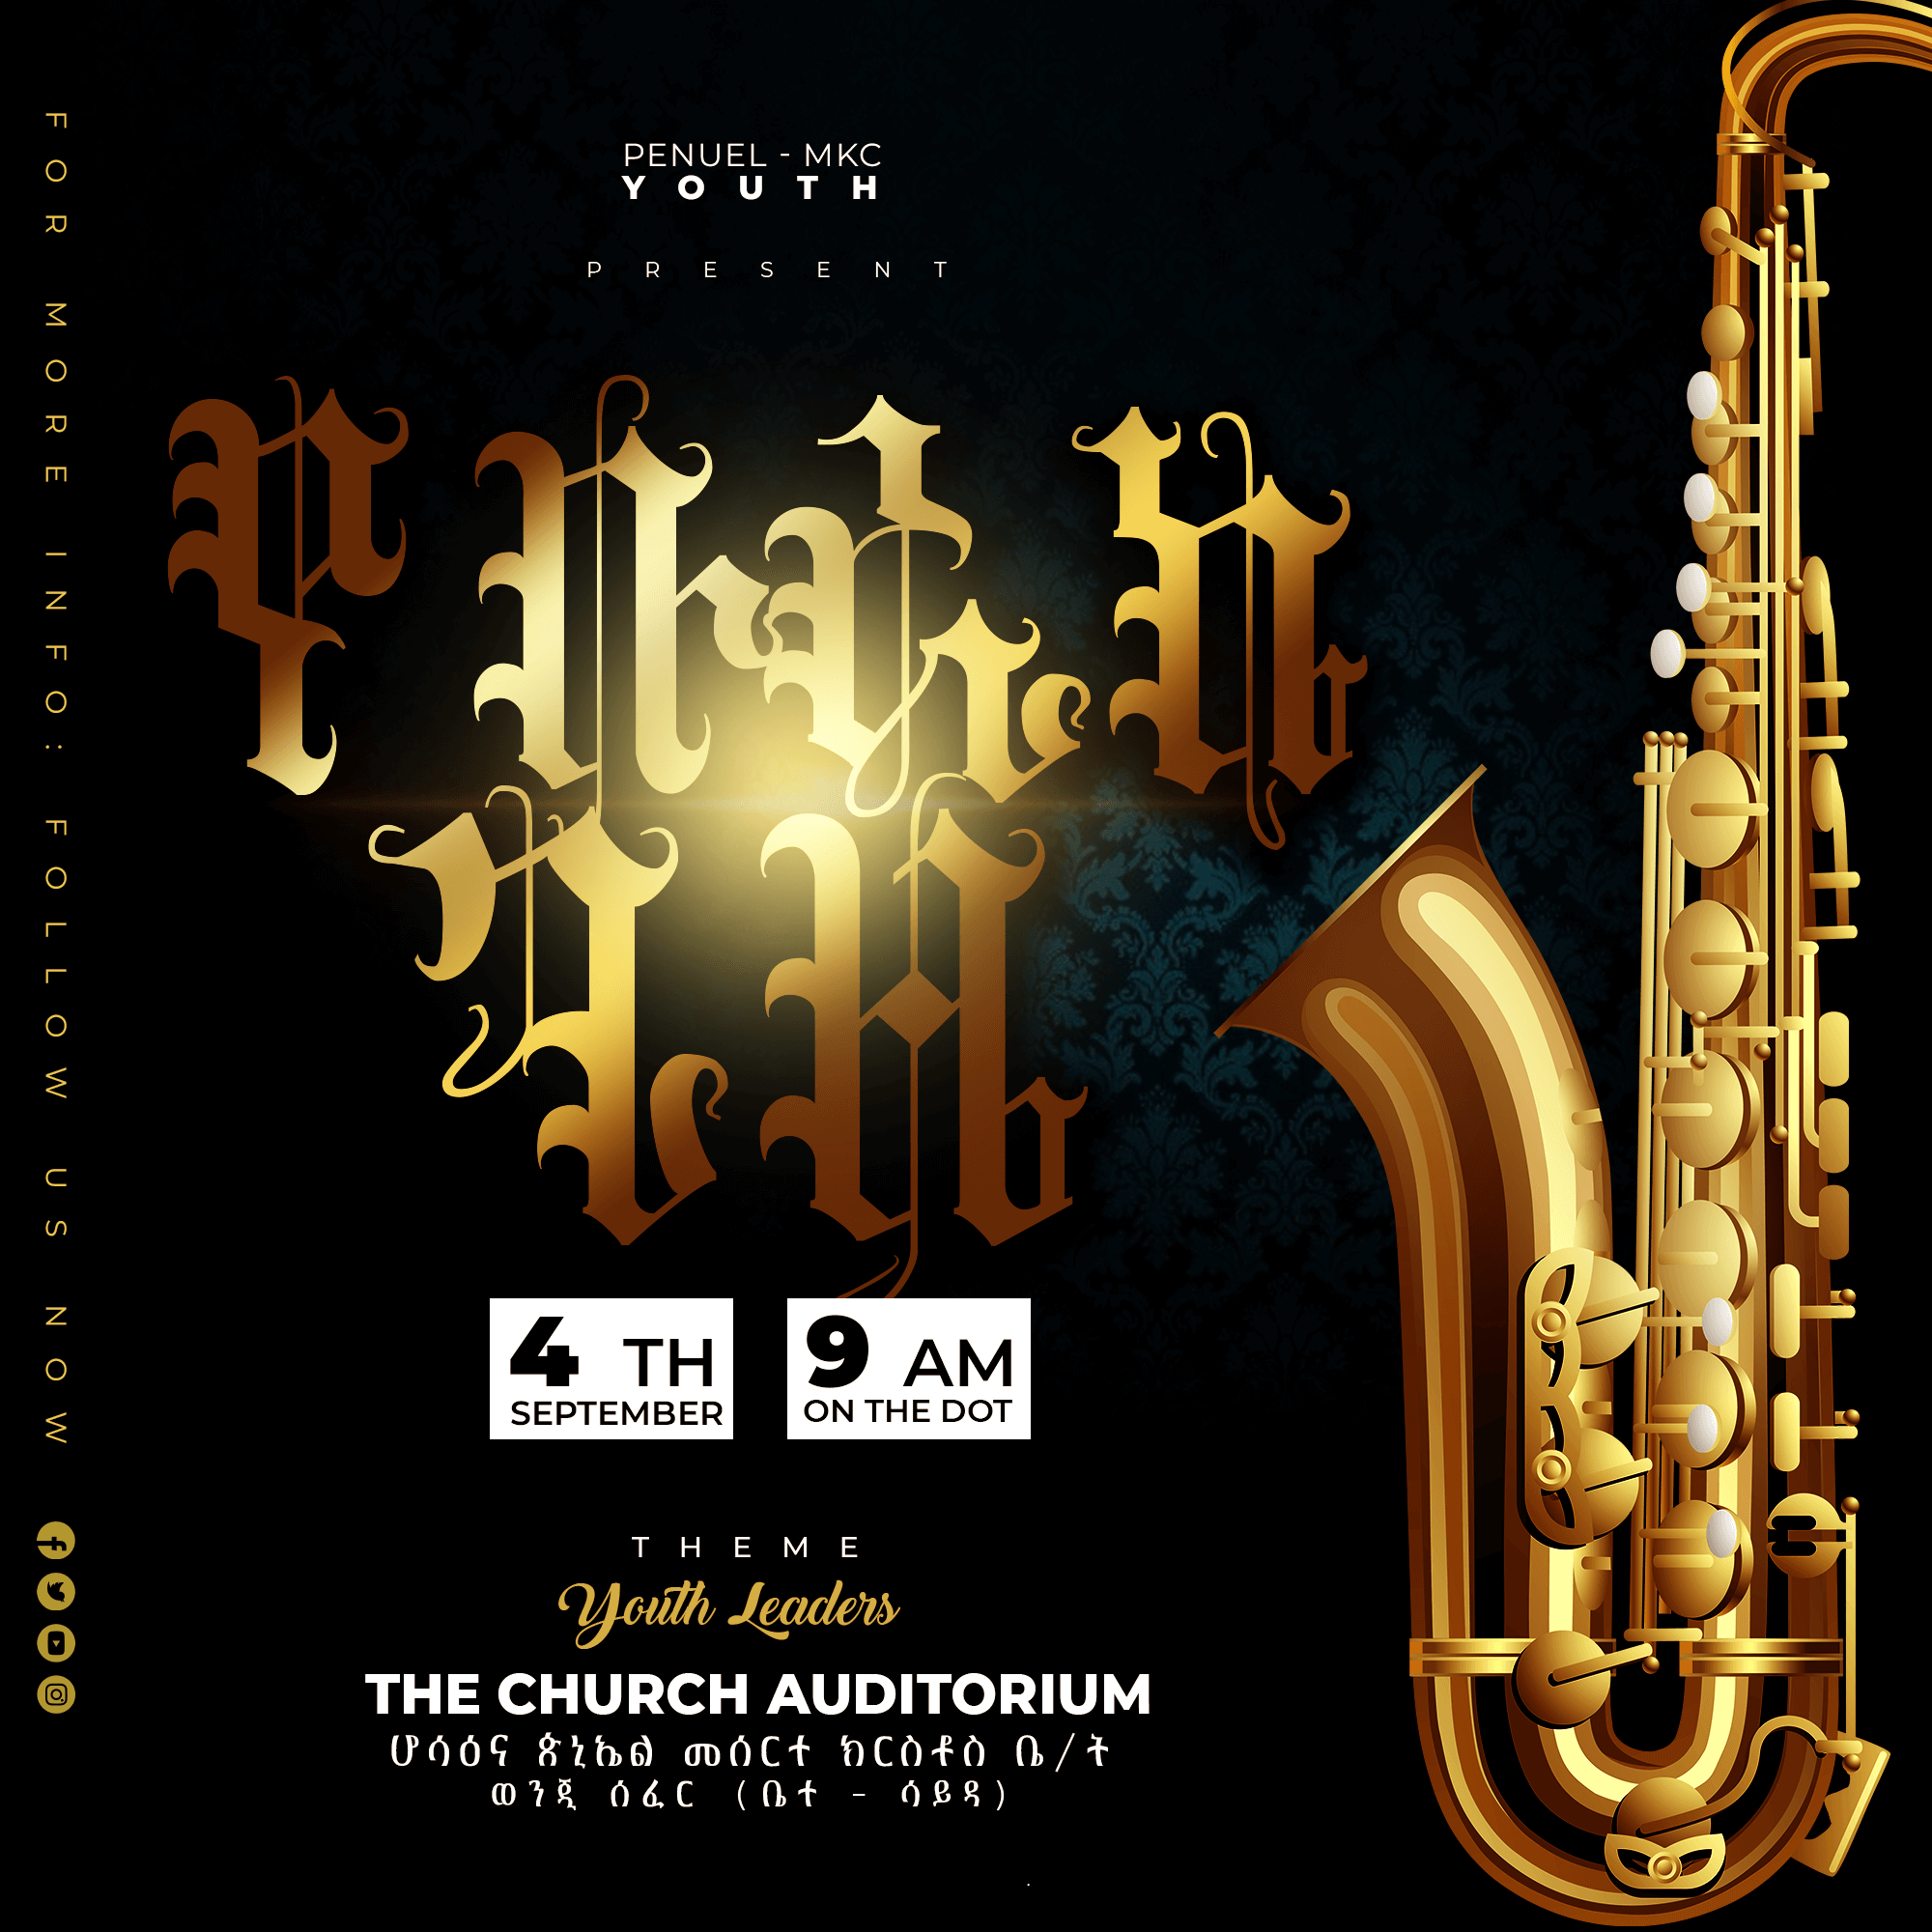 FOR MORE INFO: FOLLOW US NOW
PENUEL - MKC
YOUTH
PRESENT
4 TH
SEPTEMBER
9 AM
ON THE DOT
THEME
Youth Leaders
THE CHURCH AUDITORIUM
ሆሳዕና ጵኒኤል መሰርተ ክርስቶስ ቤ/ት
ወንጂ ሰፈር (ቤተ - ሳይዳ)